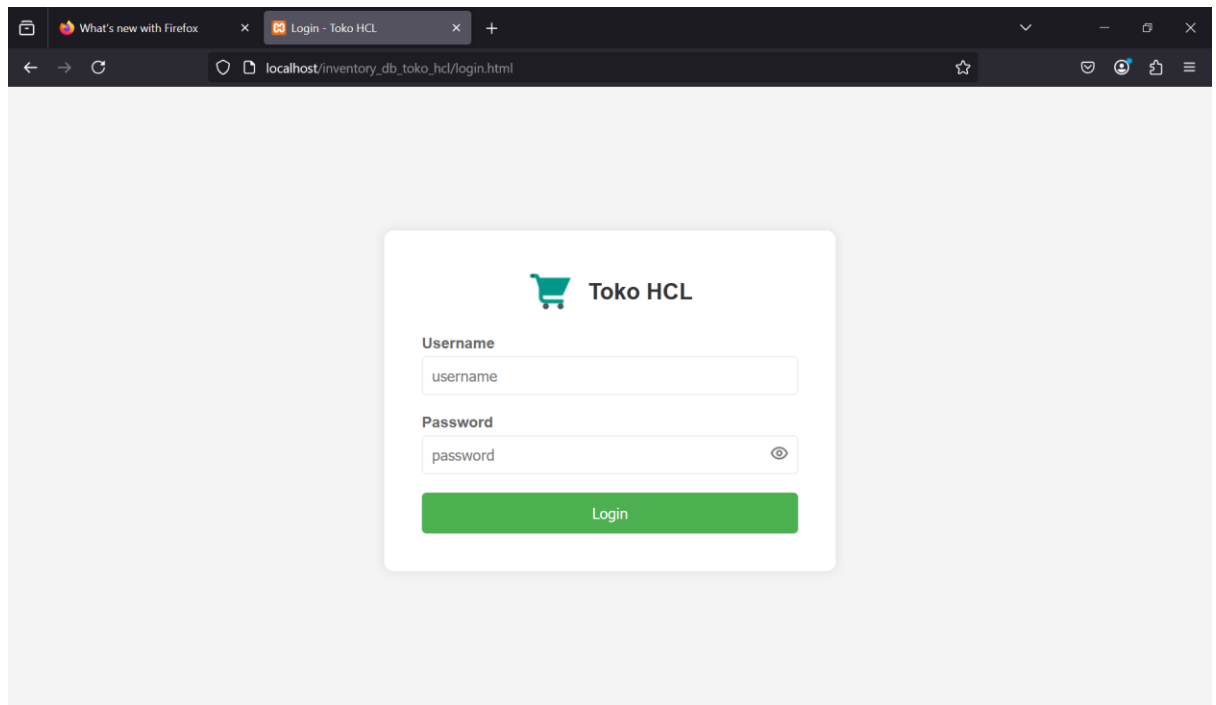 What's new with Firefox
Login - Toko HCL
localhost/inventory_db_toko_hcl/login.html
Toko HCL
Username
username
Password
password
Login